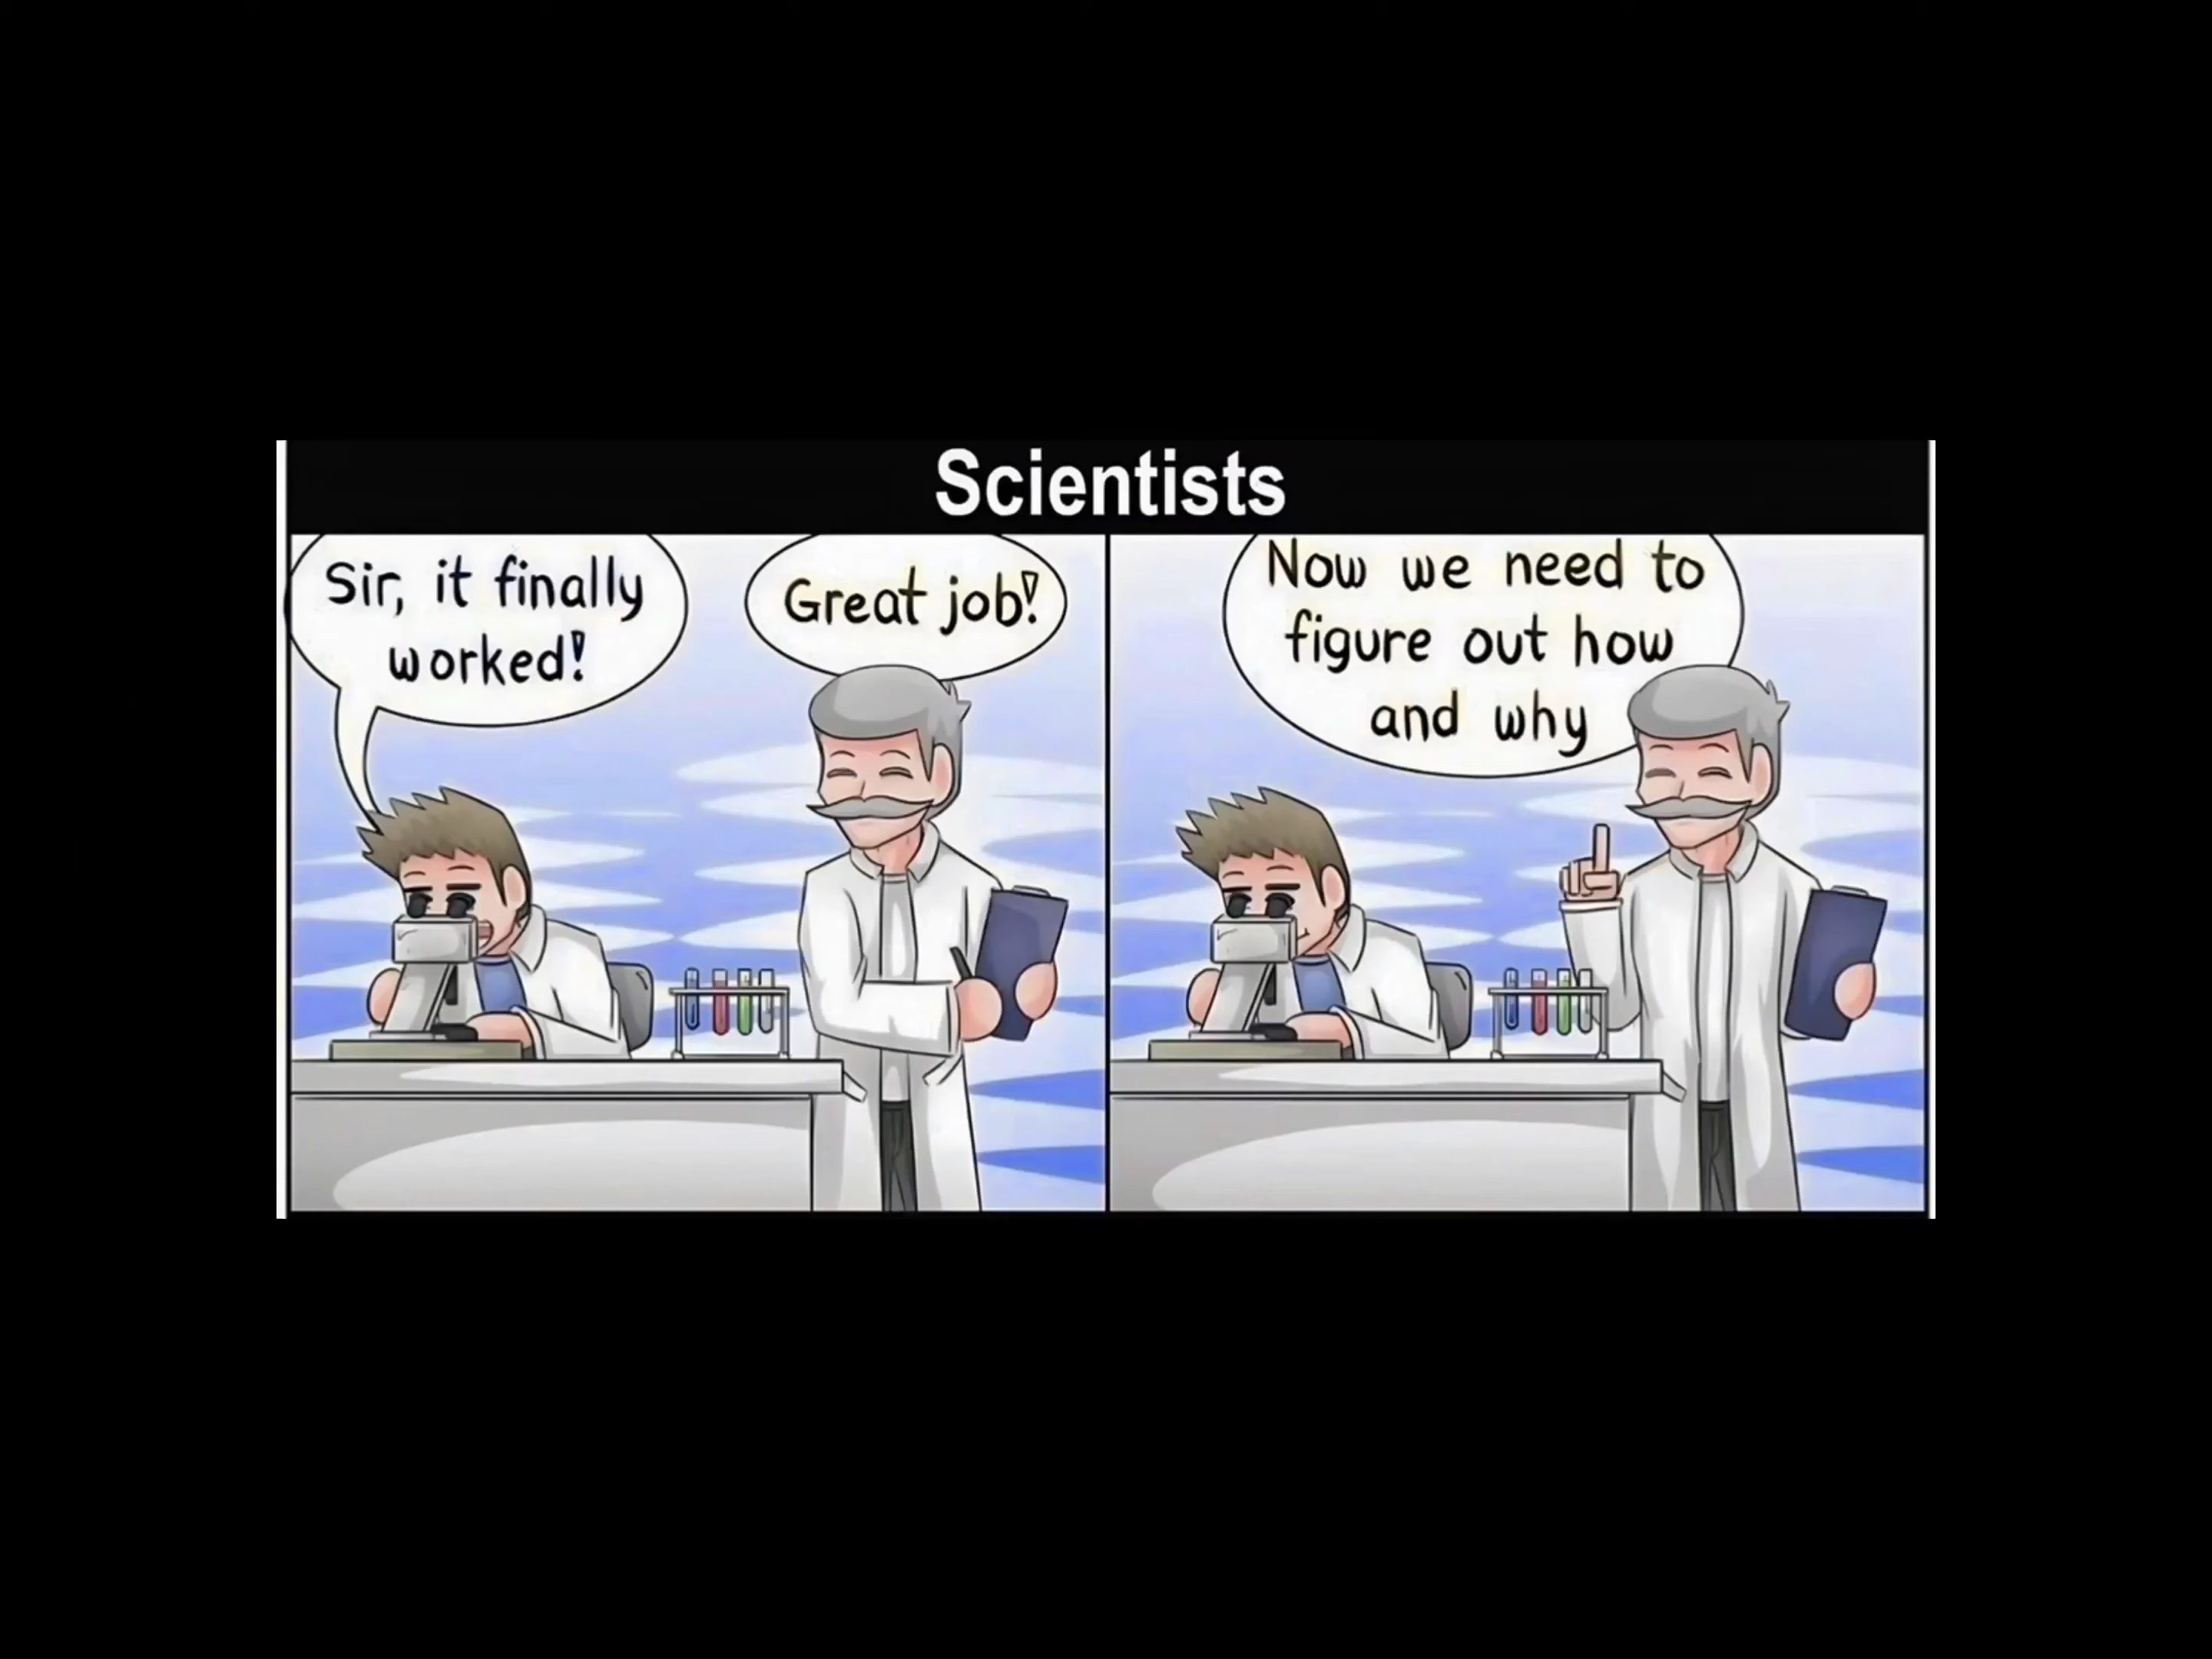 Scientists
Sir, it finally
worked!
Great job!
Now we need to
figure out how
and why